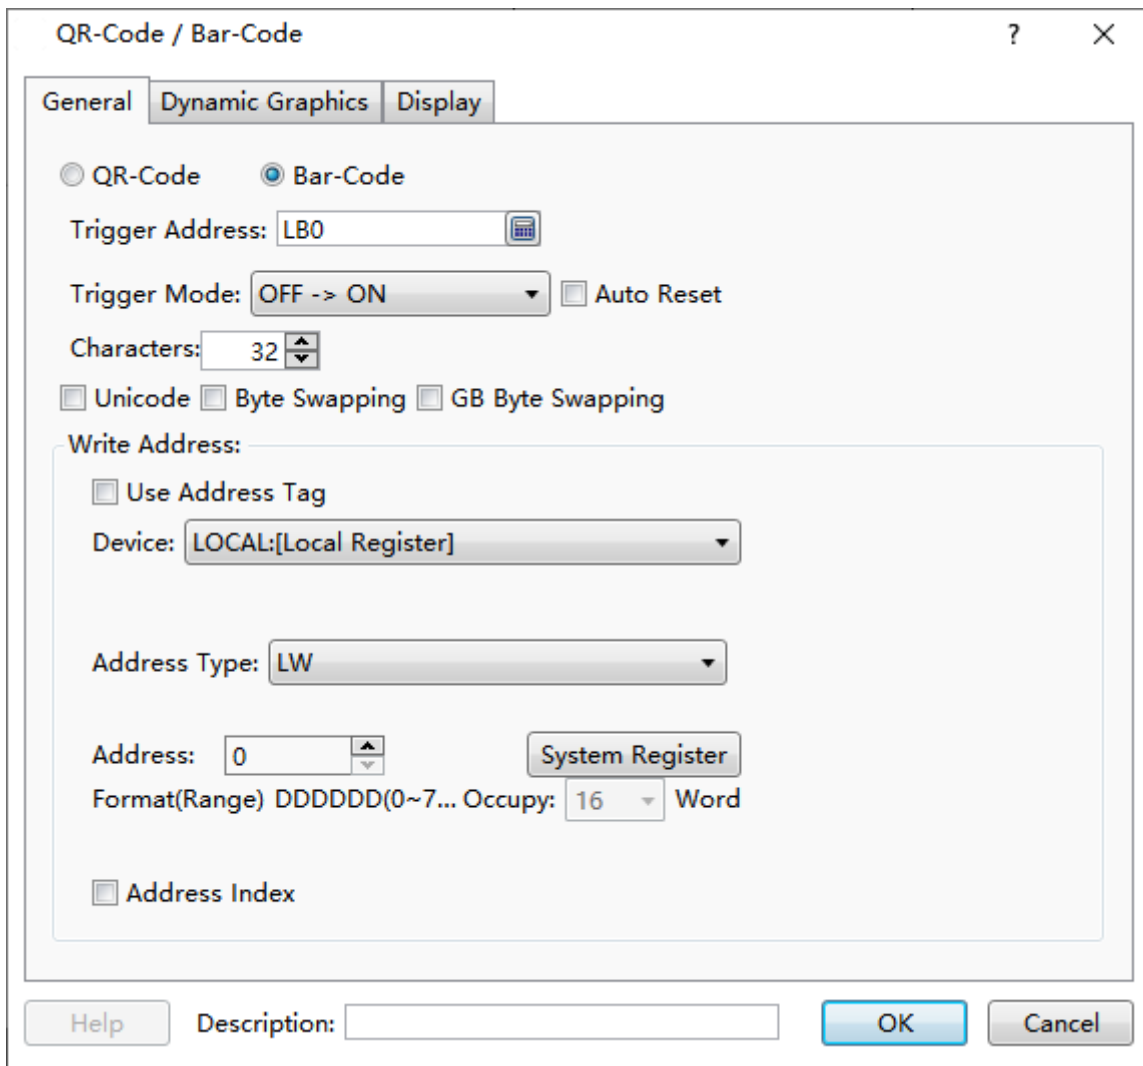 QR-Code / Bar-Code ?
General Dynamic Graphics Display
QR-Code Bar-Code
Trigger Address: LB0
Trigger Mode: OFF -> ON Auto Reset
Characters: 32
Unicode Byte Swapping GB Byte Swapping
Write Address:
Use Address Tag
Device: LOCAL:[Local Register]
Address Type: LW
Address: 0 System Register
Format(Range) DDDDDD(0~7... Occupy: 16 Word
Address Index
Help Description: OK Cancel